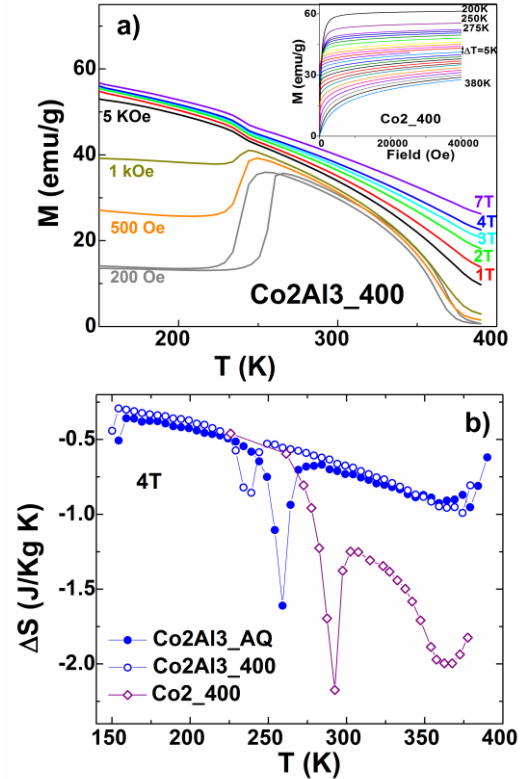 a)
M (emu/g)
80
60
40
20
0
5 KOe
1 kOe
500 Oe
200 Oe
7T
4T
3T
2T
1T
Co2Al3_400
200 300 400
T (K)
M (emu/g)
60
30
0
200K
250K
275K
ΔT=5K
380K
Co2_400
0 20000 40000
Field (Oe)
b)
4T
ΔS (J/Kg K)
-0.5
-1.0
-1.5
-2.0
Co2Al3_AQ
Co2Al3_400
Co2_400
150 200 250 300 350 400
T (K)